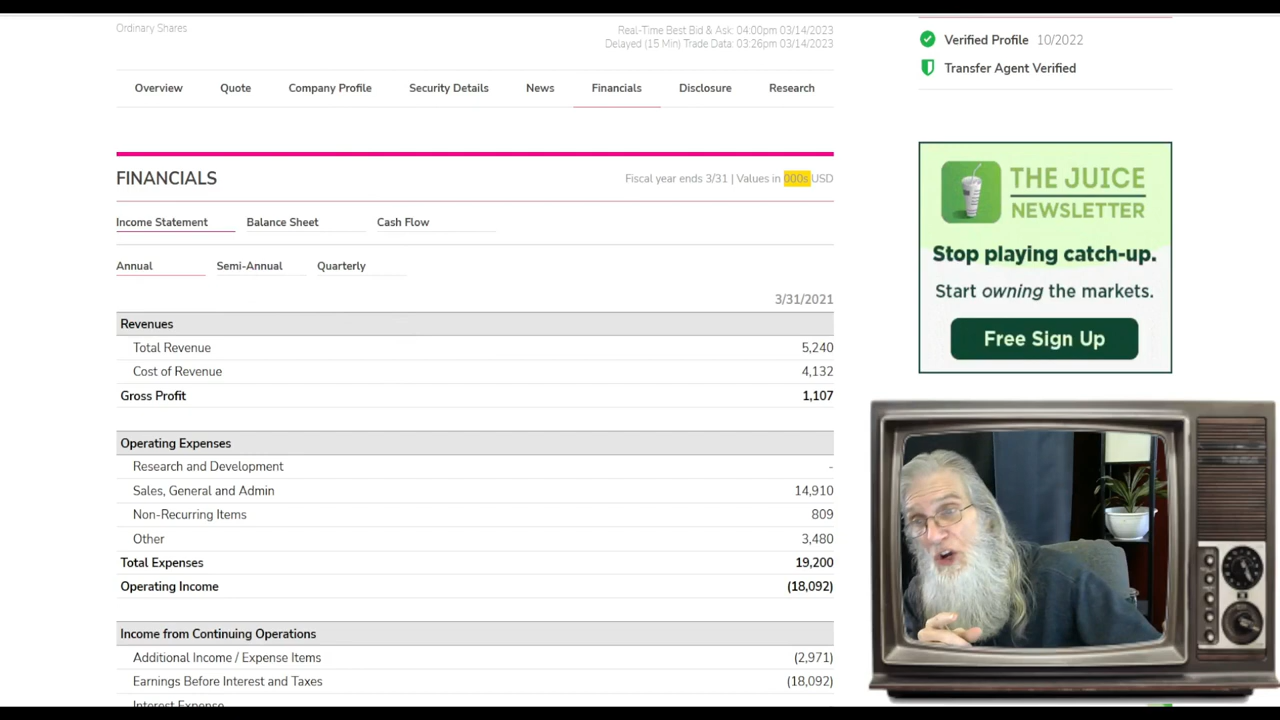 Ordinary Shares
Real-Time Best Bid & Ask: 04:00pm 03/14/2023
Delayed (15 Min) Trade Data: 03:26pm 03/14/2023
Verified Profile 10/2022
Transfer Agent Verified
Overview Quote Company Profile Security Details News Financials Disclosure Research
FINANCIALS
Fiscal year ends 3/31 | Values in 000s USD
Income Statement Balance Sheet Cash Flow
Annual Semi-Annual Quarterly
3/31/2021
Revenues
Total Revenue 5,240
Cost of Revenue 4,132
Gross Profit 1,107
Operating Expenses
Research and Development -
Sales, General and Admin 14,910
Non-Recurring Items 809
Other 3,480
Total Expenses 19,200
Operating Income (18,092)
Income from Continuing Operations
Additional Income / Expense Items (2,971)
Earnings Before Interest and Taxes (18,092)
Interest Expense
THE JUICE
NEWSLETTER
Stop playing catch-up.
Start owning the markets.
Free Sign Up